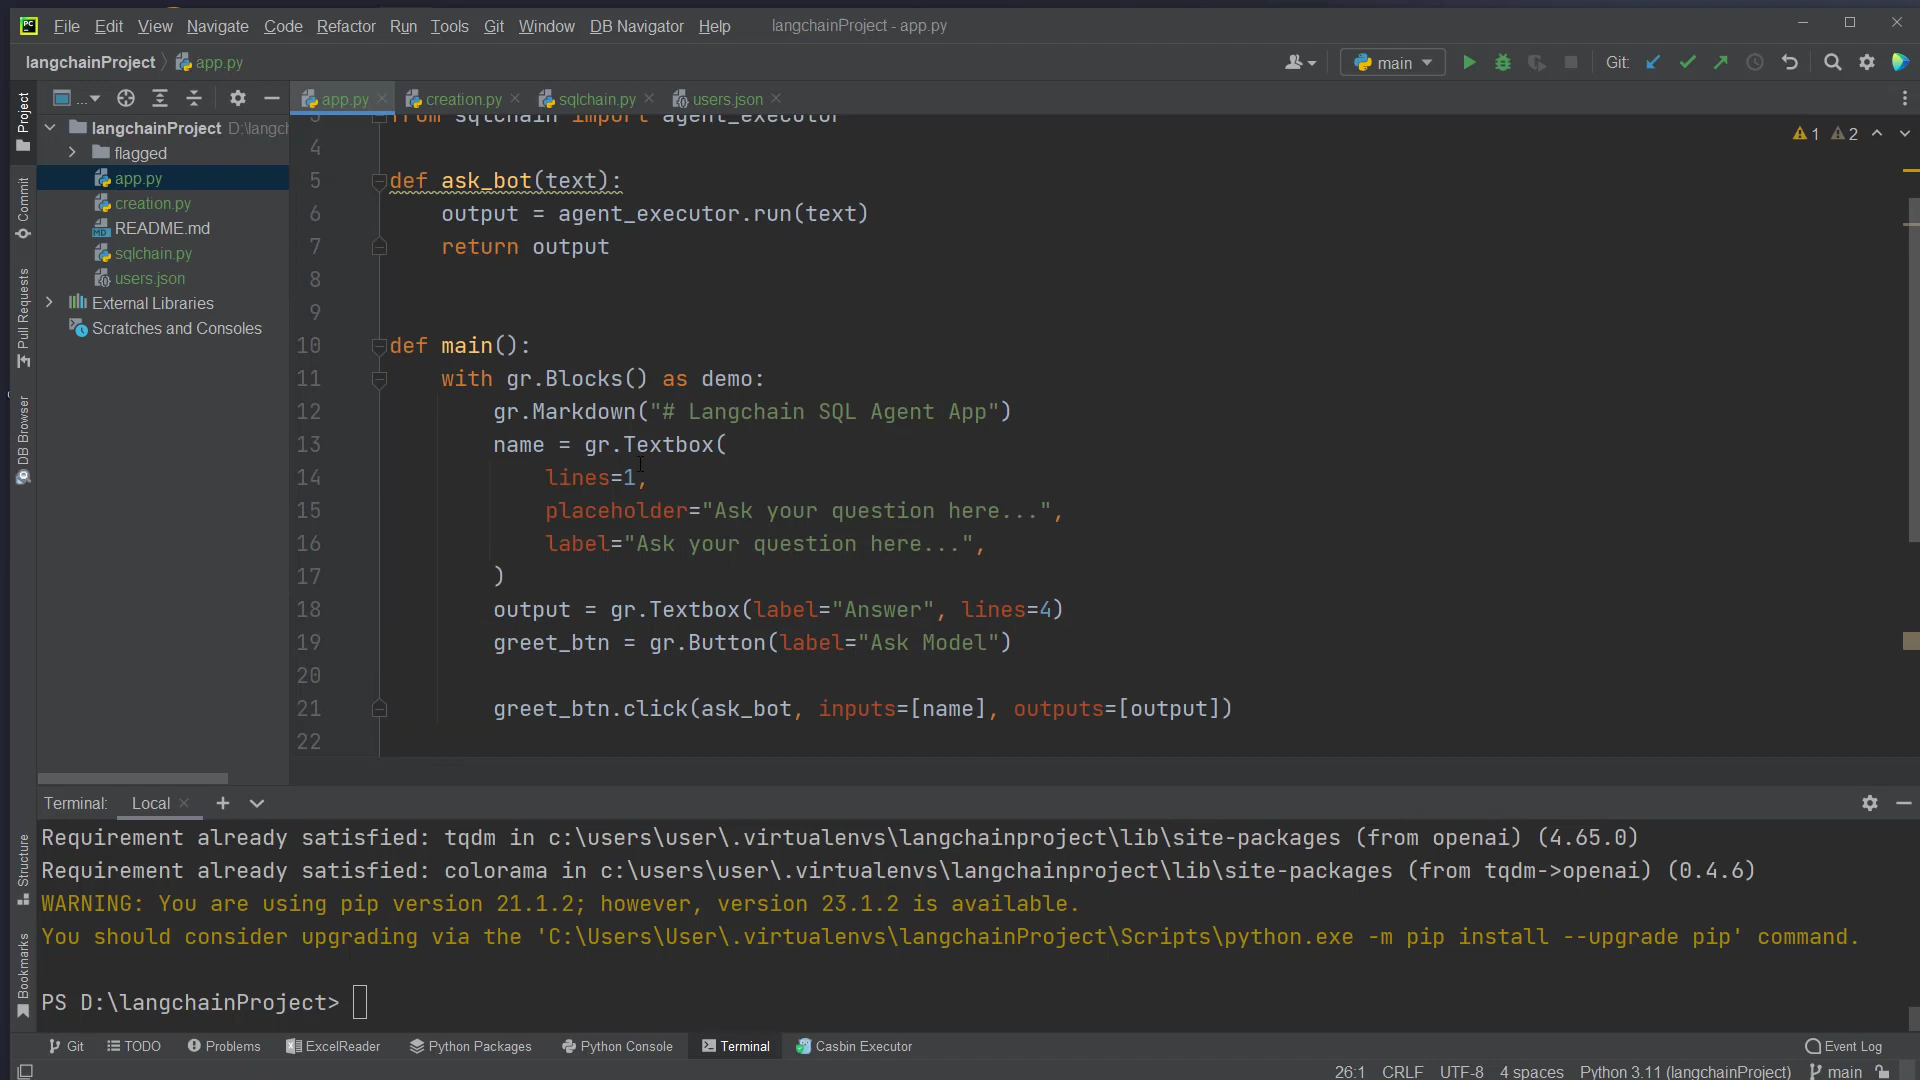 File Edit View Navigate Code Refactor Run Tools Git Window DB Navigator Help langchainProject - app.py
langchainProject app.py main Git:
... app.py creation.py sqlchain.py users.json
Project
Commit
Pull Requests
DB Browser
Structure
Bookmarks
langchainProject D:\langc
flagged
app.py
creation.py
README.md
sqlchain.py
users.json
External Libraries
Scratches and Consoles
1 2
3 from sqlchain import agent_executor
4
5 def ask_bot(text):
6 output = agent_executor.run(text)
7 return output
8
9
10 def main():
11 with gr.Blocks() as demo:
12 gr.Markdown("# Langchain SQL Agent App")
13 name = gr.Textbox(
14 lines=1,
15 placeholder="Ask your question here...",
16 label="Ask your question here...",
17 )
18 output = gr.Textbox(label="Answer", lines=4)
19 greet_btn = gr.Button(label="Ask Model")
20
21 greet_btn.click(ask_bot, inputs=[name], outputs=[output])
22
Terminal: Local
Requirement already satisfied: tqdm in c:\users\user\.virtualenvs\langchainproject\lib\site-packages (from openai) (4.65.0)
Requirement already satisfied: colorama in c:\users\user\.virtualenvs\langchainproject\lib\site-packages (from tqdm->openai) (0.4.6)
WARNING: You are using pip version 21.1.2; however, version 23.1.2 is available.
You should consider upgrading via the 'C:\Users\User\.virtualenvs\langchainProject\Scripts\python.exe -m pip install --upgrade pip' command.
PS D:\langchainProject>
Git TODO Problems ExcelReader Python Packages Python Console Terminal Casbin Executor Event Log
26:1 CRLF UTF-8 4 spaces Python 3.11 (langchainProject) main